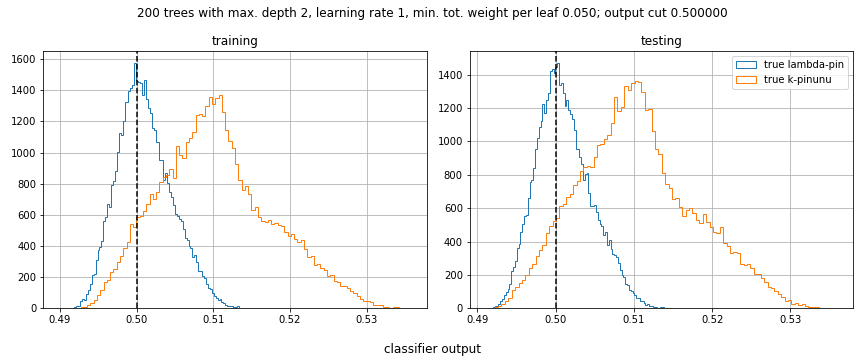 200 trees with max. depth 2, learning rate 1, min. tot. weight per leaf 0.050; output cut 0.500000
training
1600
1400
1200
1000
800
600
400
200
0
0.49 0.50 0.51 0.52 0.53
testing
true lambda-pin
true k-pinunu
1400
1200
1000
800
600
400
200
0
0.49 0.50 0.51 0.52 0.53
classifier output